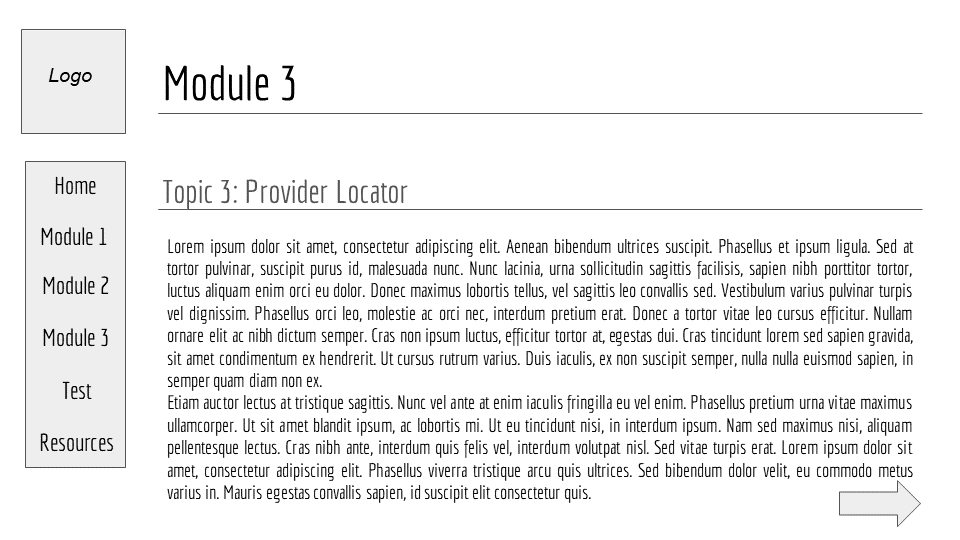 Logo
Module 3
Home
Module 1
Module 2
Module 3
Test
Resources
Topic 3: Provider Locator
Lorem ipsum dolor sit amet, consectetur adipiscing elit. Aenean bibendum ultrices suscipit. Phasellus et ipsum ligula. Sed at
tortor pulvinar, suscipit purus id, malesuada nunc. Nunc lacinia, urna sollicitudin sagittis facilisis, sapien nibh porttitor tortor,
luctus aliquam enim orci eu dolor. Donec maximus lobortis tellus, vel sagittis leo convallis sed. Vestibulum varius pulvinar turpis
vel dignissim. Phasellus orci leo, molestie ac orci nec, interdum pretium erat. Donec a tortor vitae leo cursus efficitur. Nullam
ornare elit ac nibh dictum semper. Cras non ipsum luctus, efficitur tortor at, egestas dui. Cras tincidunt lorem sed sapien gravida,
sit amet condimentum ex hendrerit. Ut cursus rutrum varius. Duis iaculis, ex non suscipit semper, nulla nulla euismod sapien, in
semper quam diam non ex.
Etiam auctor lectus at tristique sagittis. Nunc vel ante at enim iaculis fringilla eu vel enim. Phasellus pretium urna vitae maximus
ullamcorper. Ut sit amet blandit ipsum, ac lobortis mi. Ut eu tincidunt nisi, in interdum ipsum. Nam sed maximus nisi, aliquam
pellentesque lectus. Cras nibh ante, interdum quis felis vel, interdum volutpat nisl. Sed vitae turpis erat. Lorem ipsum dolor sit
amet, consectetur adipiscing elit. Phasellus viverra tristique arcu quis ultrices. Sed bibendum dolor velit, eu commodo metus
varius in. Mauris egestas convallis sapien, id suscipit elit consectetur quis.